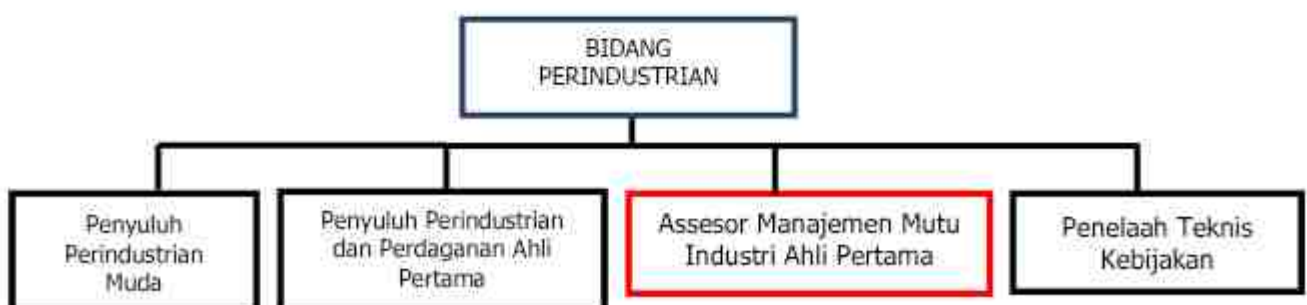 BIDANG
PERINDUSTRIAN
Penyuluh
Perindustrian
Muda
Penyuluh Perindustrian
dan Perdaganan Ahli
Pertama
Assesor Manajemen Mutu
Industri Ahli Pertama
Penelaah Teknis
Kebijakan